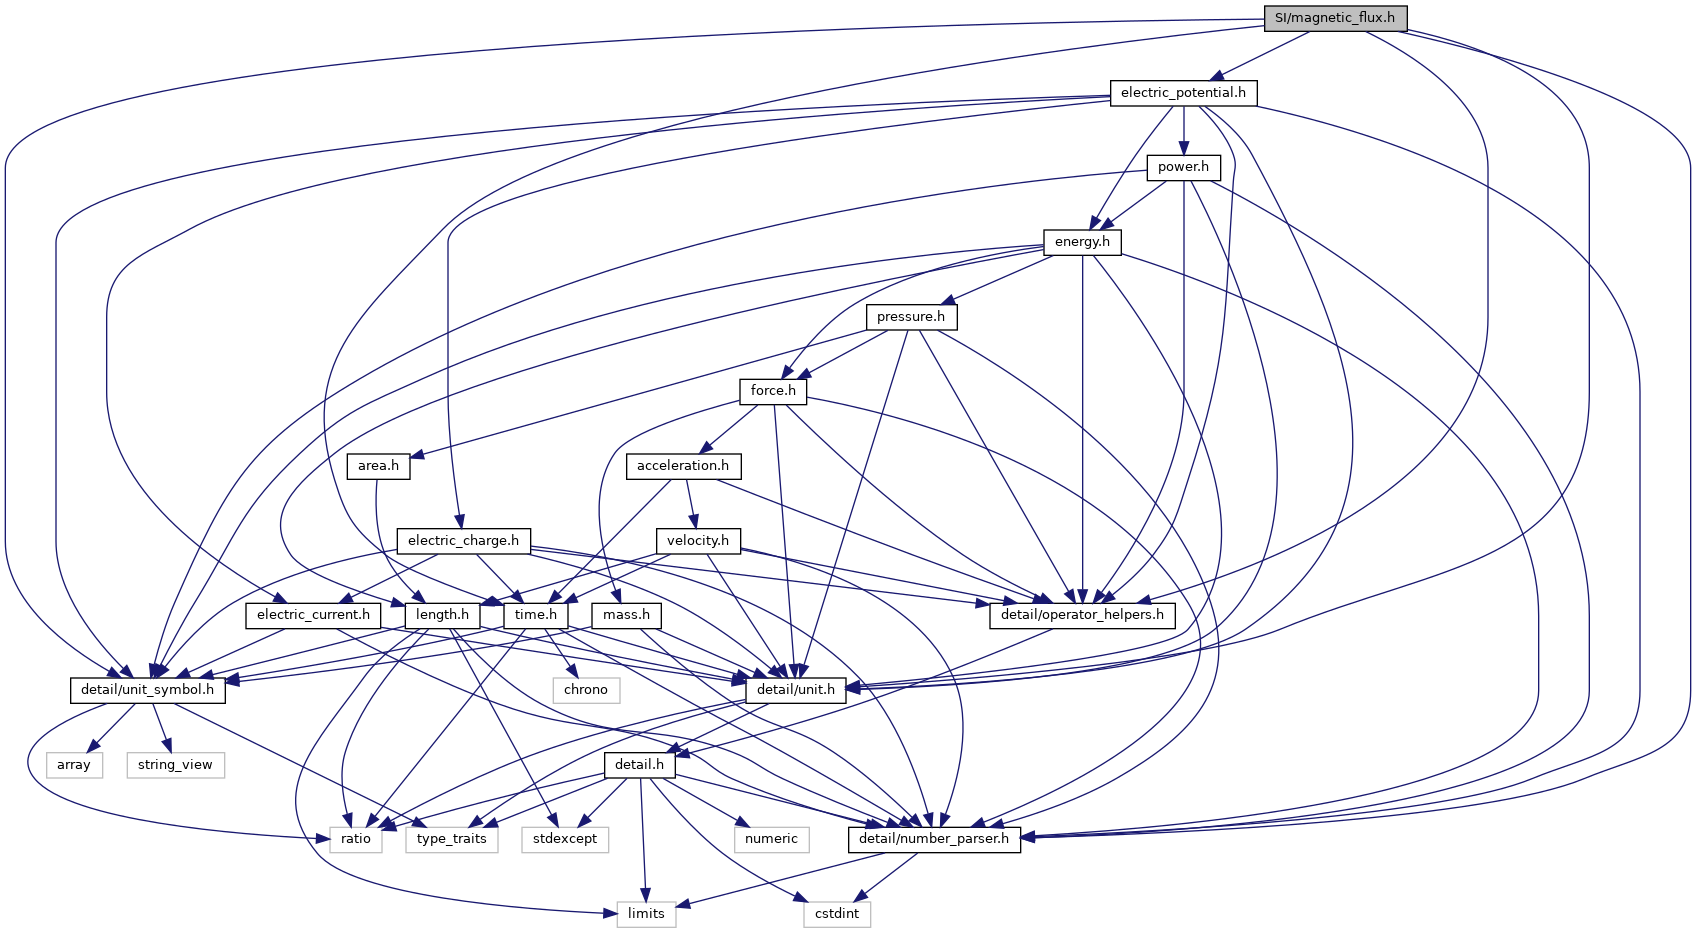 SI/magnetic_flux.h
electric_potential.h
power.h
energy.h
pressure.h
force.h
area.h
acceleration.h
electric_charge.h
velocity.h
electric_current.h
length.h
time.h
mass.h
detail/operator_helpers.h
detail/unit_symbol.h
chrono
detail/unit.h
array
string_view
detail.h
ratio
type_traits
stdexcept
numeric
detail/number_parser.h
limits
cstdint